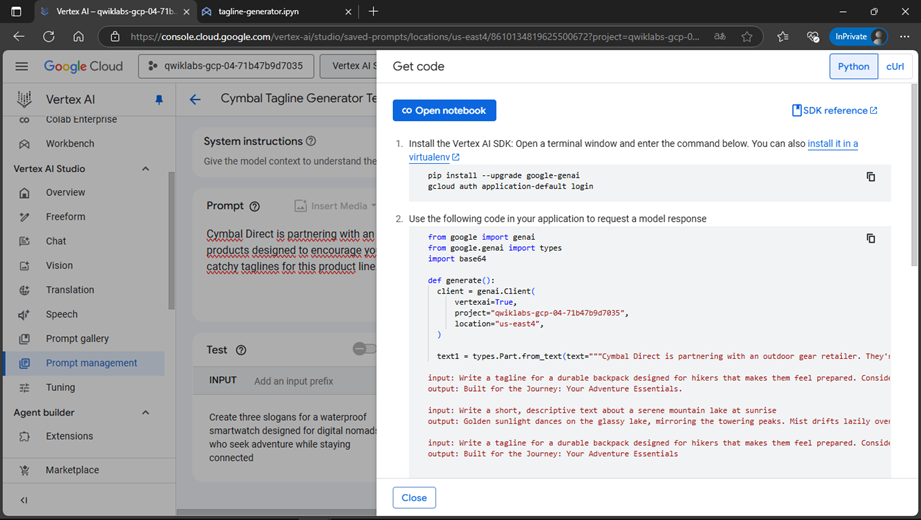 Vertex AI – qwiklabs-gcp-04-71b
tagline-generator.ipyn
https://console.cloud.google.com/vertex-ai/studio/saved-prompts/locations/us-east4/8610134819625500672?project=qwiklabs-gcp-0...
InPrivate
Google Cloud
qwiklabs-gcp-04-71b47b9d7035
Vertex AI S
Vertex AI
Colab Enterprise
Workbench
Vertex AI Studio
Overview
Freeform
Chat
Vision
Translation
Speech
Prompt gallery
Prompt management
Tuning
Agent builder
Extensions
Marketplace
Cymbal Tagline Generator Te
System instructions
Give the model context to understand the
Prompt
Insert Media
Cymbal Direct is partnering with an
products designed to encourage yo
catchy taglines for this product line
Test
INPUT
Add an input prefix
Create three slogans for a waterproof
smartwatch designed for digital nomads
who seek adventure while staying
connected
Get code
Python
cUrl
Open notebook
SDK reference
1. Install the Vertex AI SDK: Open a terminal window and enter the command below. You can also install it in a
virtualenv
pip install --upgrade google-genai
gcloud auth application-default login
2. Use the following code in your application to request a model response
from google import genai
from google.genai import types
import base64
def generate():
client = genai.Client(
vertexai=True,
project="qwiklabs-gcp-04-71b47b9d7035",
location="us-east4",
)
text1 = types.Part.from_text(text="""Cymbal Direct is partnering with an outdoor gear retailer. They'r
input: Write a tagline for a durable backpack designed for hikers that makes them feel prepared. Conside
output: Built for the Journey: Your Adventure Essentials.
input: Write a short, descriptive text about a serene mountain lake at sunrise
output: Golden sunlight dances on the glassy lake, mirroring the towering peaks. Mist drifts lazily over
input: Write a tagline for a durable backpack designed for hikers that makes them feel prepared. Conside
output: Built for the Journey: Your Adventure Essentials
Close